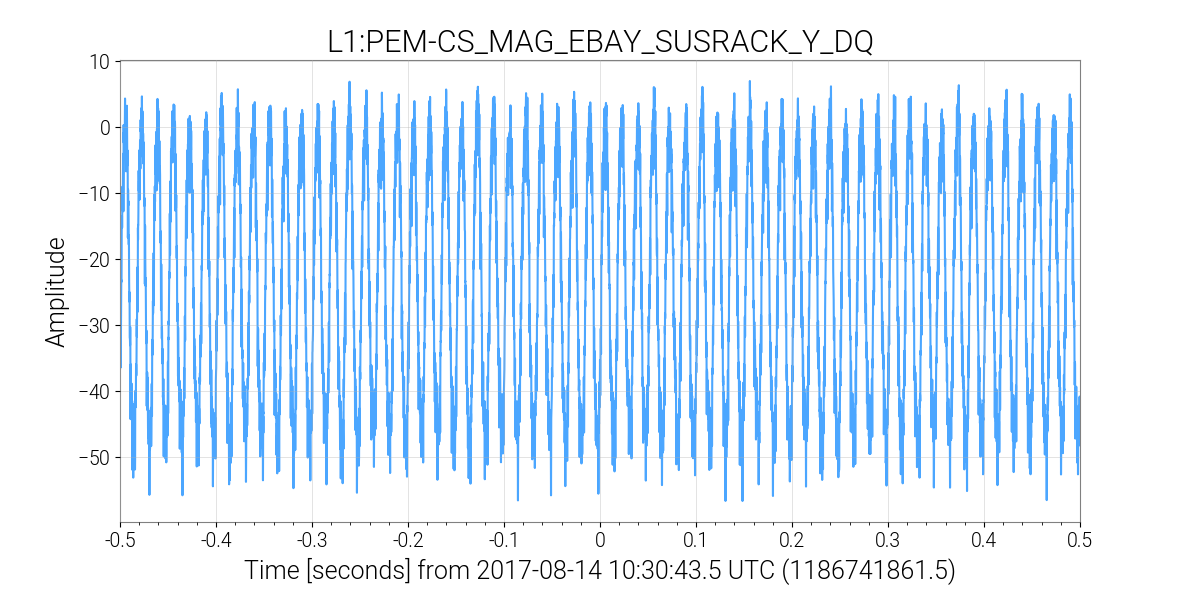 L1:PEM-CS_MAG_EBAY_SUSRACK_Y_DQ
10
0
−10
−20
−30
−40
−50
Amplitude
-0.5 -0.4 -0.3 -0.2 -0.1 0 0.1 0.2 0.3 0.4 0.5
Time [seconds] from 2017-08-14 10:30:43.5 UTC (1186741861.5)